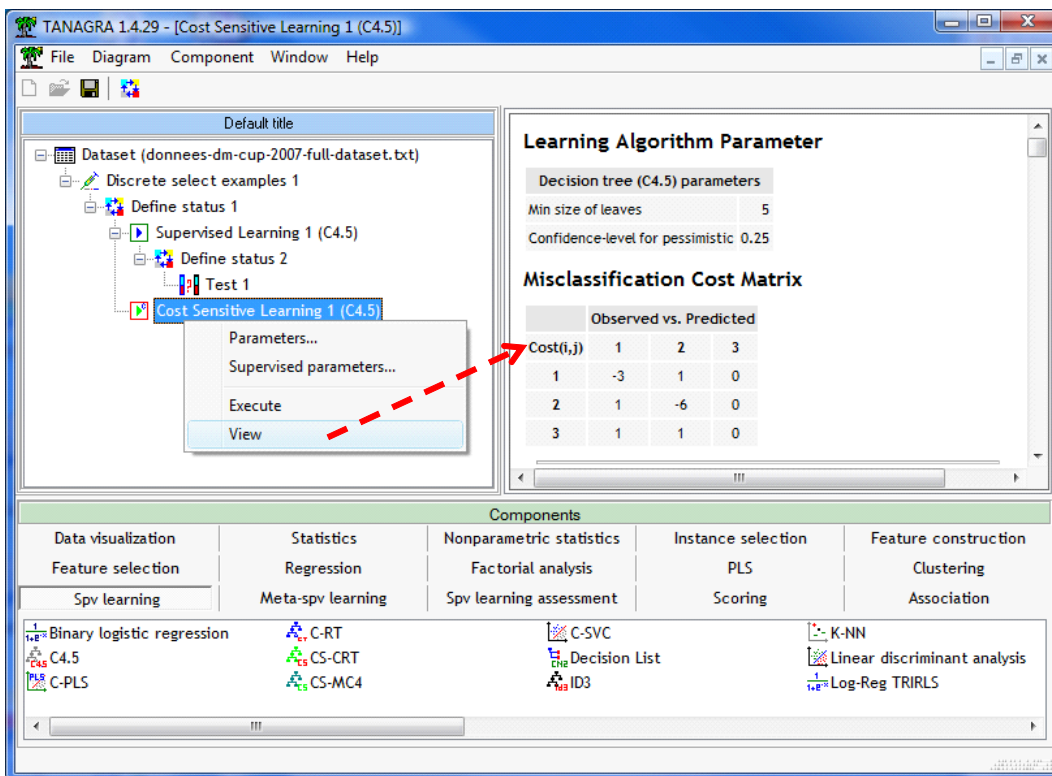 TANAGRA 1.4.29 - [Cost Sensitive Learning 1 (C4.5)]
File Diagram Component Window Help
Default title
Dataset (donnees-dm-cup-2007-full-dataset.txt)
Discrete select examples 1
Define status 1
Supervised Learning 1 (C4.5)
Define status 2
Test 1
Cost Sensitive Learning 1 (C4.5)
Parameters...
Supervised parameters...
Execute
View
Learning Algorithm Parameter
Decision tree (C4.5) parameters
Min size of leaves 5
Confidence-level for pessimistic 0.25
Misclassification Cost Matrix
Observed vs. Predicted
Cost(i,j) 1 2 3
1 -3 1 0
2 1 -6 0
3 1 1 0
Components
Data visualization Statistics Nonparametric statistics Instance selection Feature construction
Feature selection Regression Factorial analysis PLS Clustering
Spv learning Meta-spv learning Spv learning assessment Scoring Association
Binary logistic regression C-RT C-SVC K-NN
C4.5 CS-CRT Decision List Linear discriminant analysis
C-PLS CS-MC4 ID3 Log-Reg TRIRLS